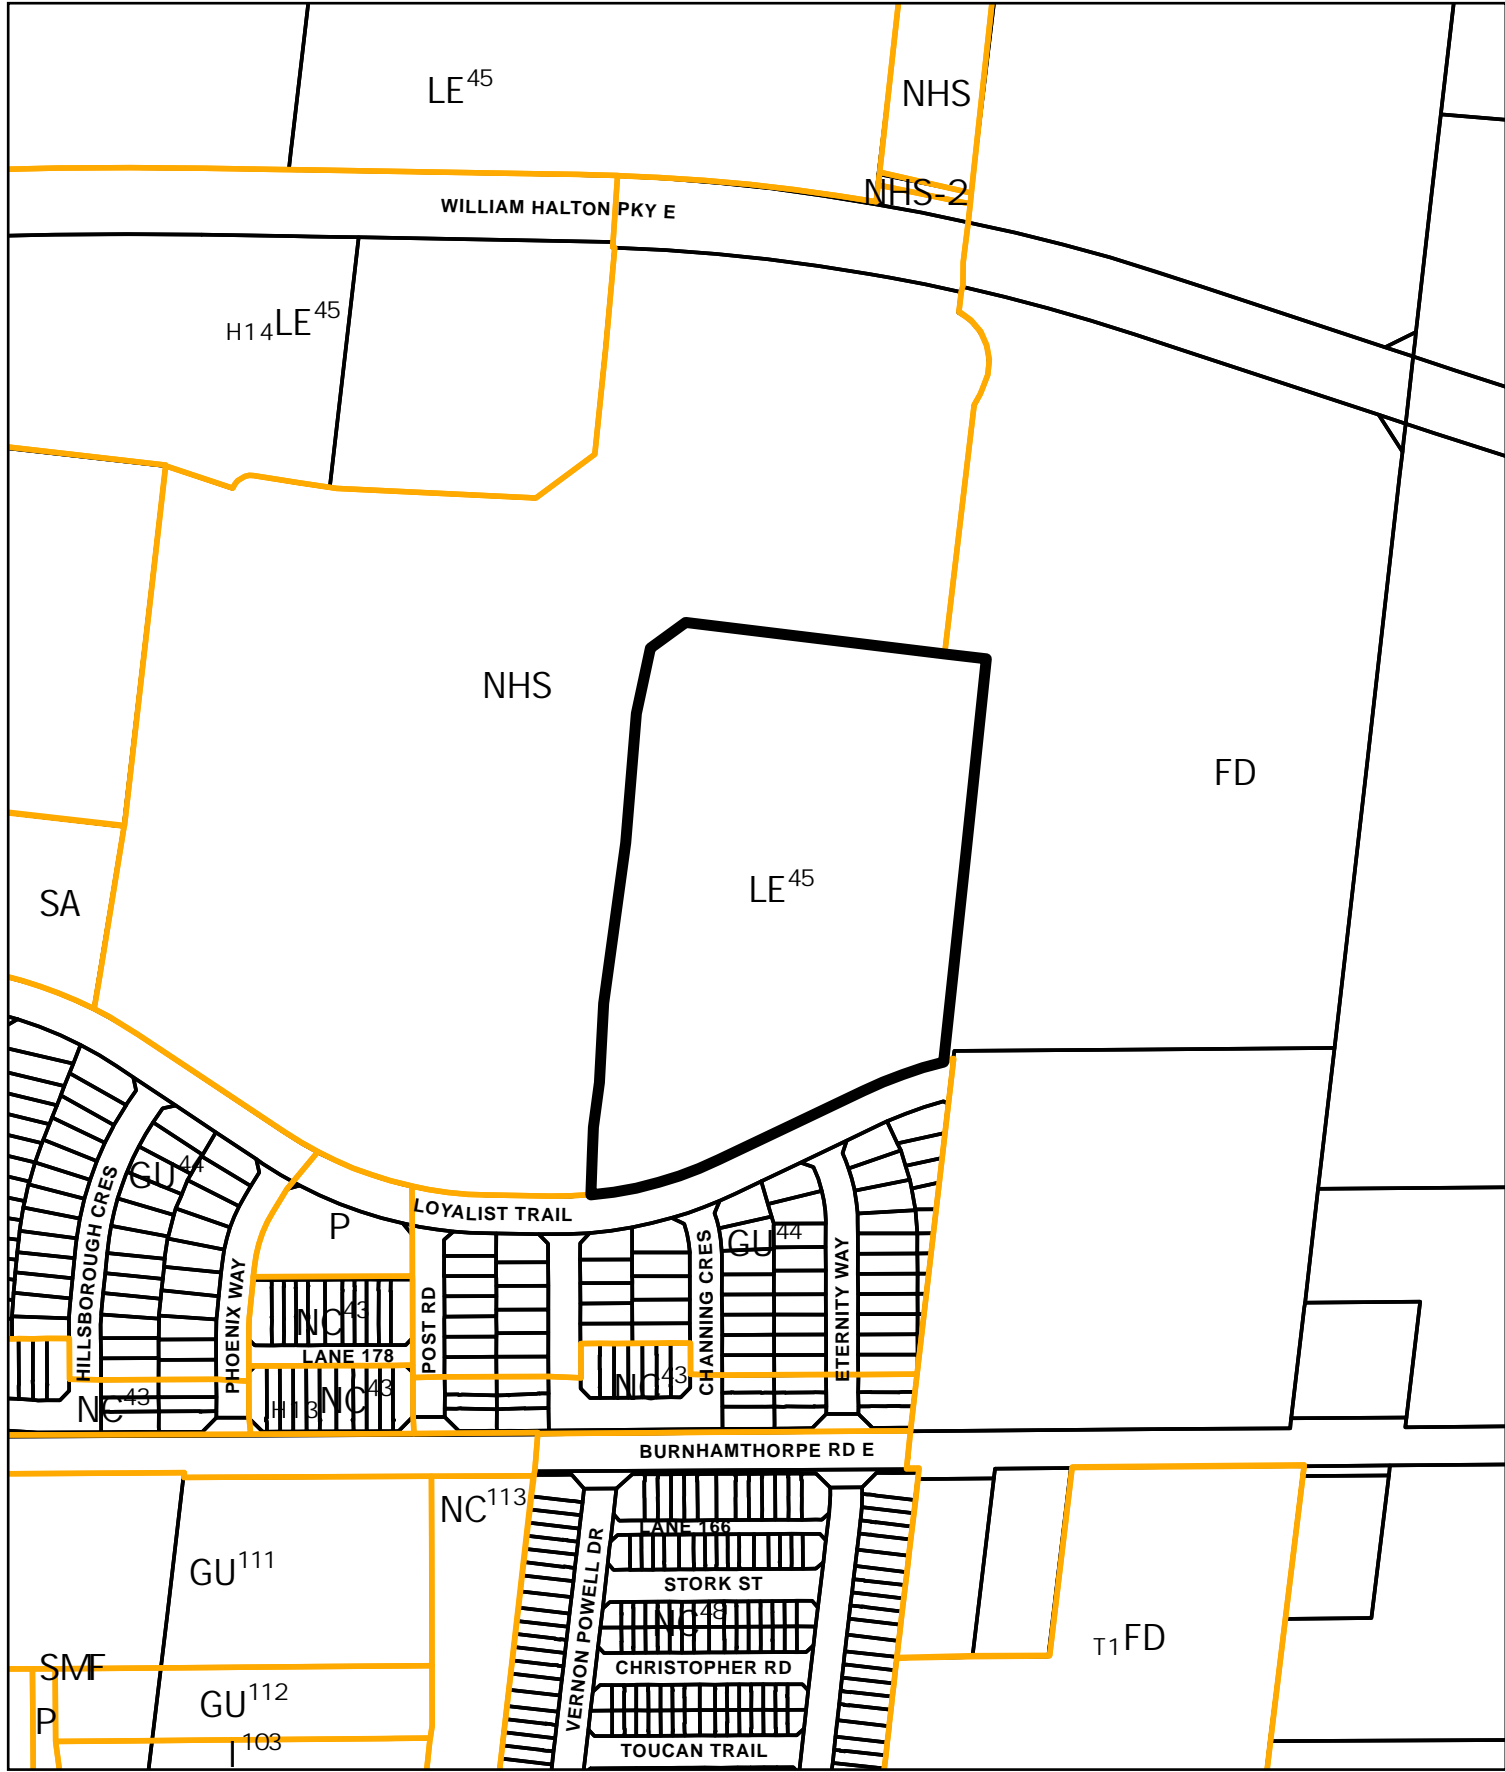 LE45
NHS
NHS-2
WILLIAM HALTON PKY E
H14LE45
NHS
FD
LE45
SA
GU44
HILLSBOROUGH CRES
PHOENIX WAY
P
LOYALIST TRAIL
POST RD
GU44
CHANNING CRES
ETERNITY WAY
NC43
LANE 178
NC43
H13NC43
NC43
BURNHAMTHORPE RD E
NC113
GU111
VERNON POWELL DR
LANE 166
STORK ST
NC48
CHRISTOPHER RD
T1FD
SMF
GU112
P
I103
TOUCAN TRAIL